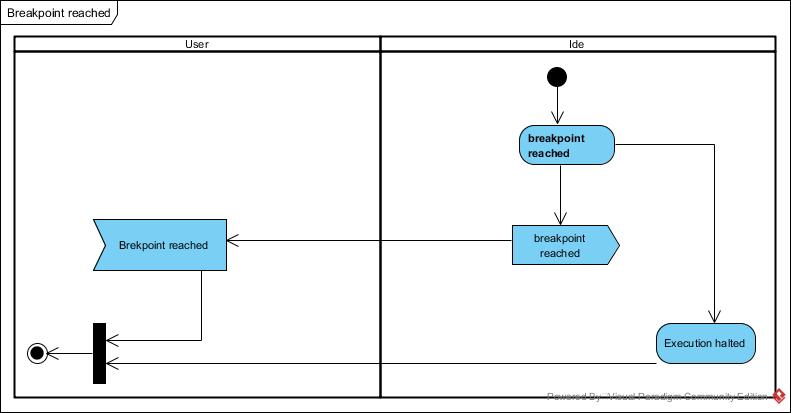 Breakpoint reached
User
Ide
breakpoint
reached
Brekpoint reached
breakpoint
reached
Execution halted
Powered By  Visual Paradigm Community Edition